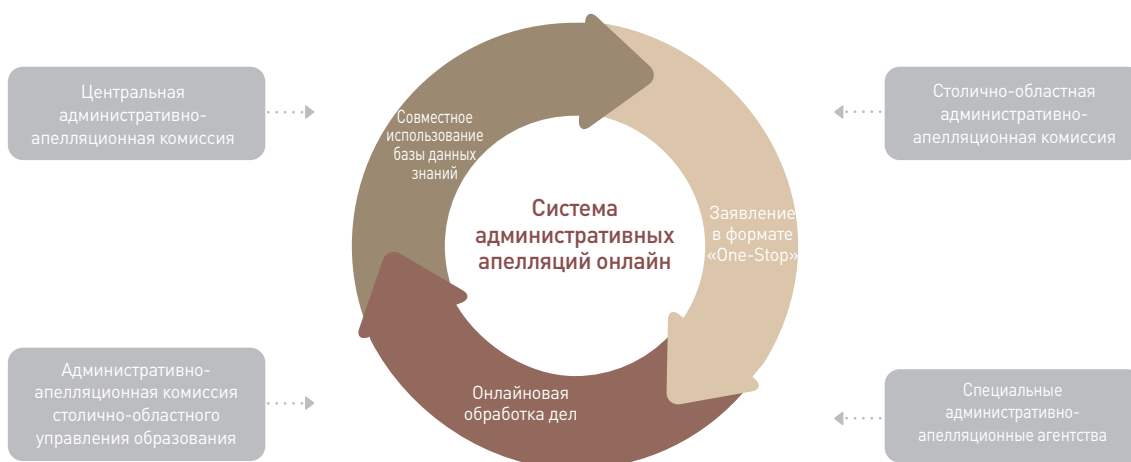 Центральная
административно-
апелляционная комиссия
Совместное
использование
базы данных
знаний
Столично-областная
административно-
апелляционная комиссия
Система
административных
апелляций онлайн
Заявление
в формате
«One-Stop»
Административно-
апелляционная комиссия
столично-областного
управления образования
Онлайновая
обработка дел
Специальные
административно-
апелляционные агентства